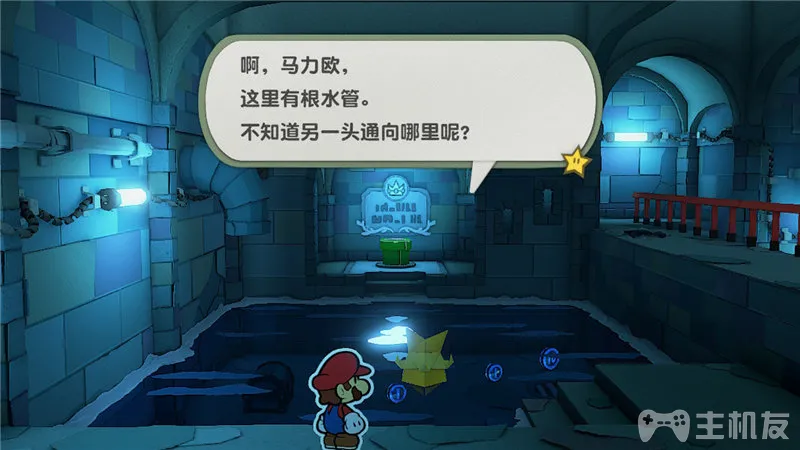 啊，马力欧，
这里有根水管。
不知道另一头通向哪里呢？
主机友